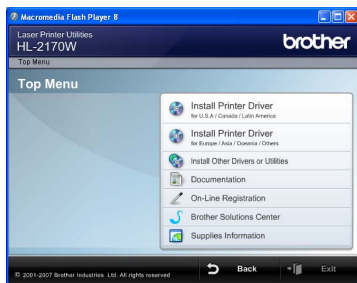 Macromedia Flash Player 8
Laser Printer Utilities
HL-2170W
brother
Top Menu
Top Menu
Install Printer Driver
for U.S.A / Canada / Latin America
Install Printer Driver
for Europe / Asia / Oceania / Others
Install Other Drivers or Utilities
Documentation
On-Line Registration
Brother Solutions Center
Supplies Information
© 2001-2007 Brother Industries. Ltd. All rights reserved
Back
Exit